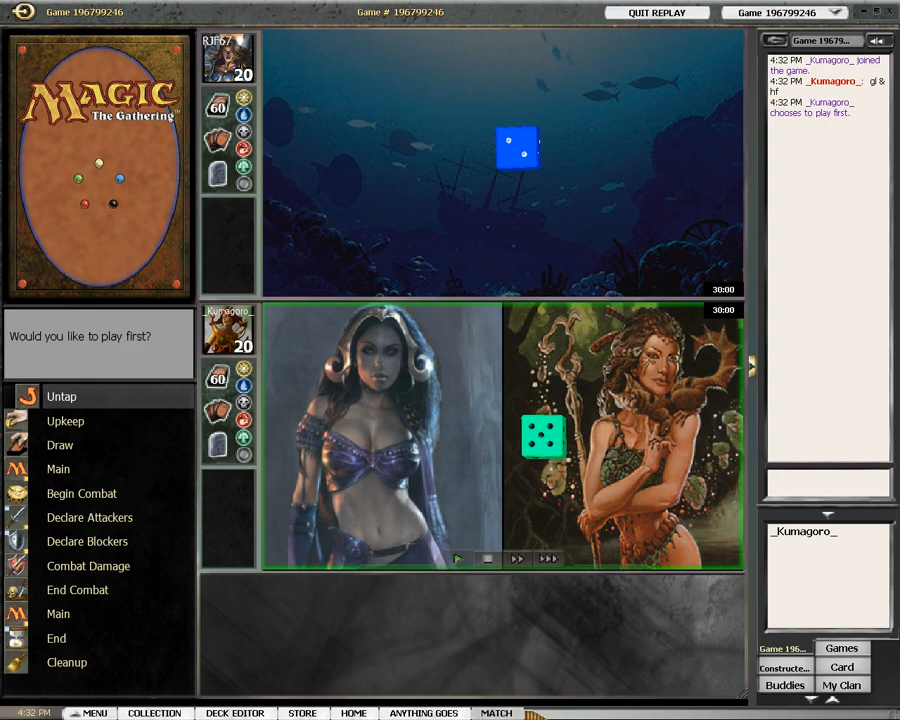 Game 196799246
Game # 196799246
QUIT REPLAY
Game 196799246
MAGIC
The Gathering
Would you like to play first?
Untap
Upkeep
Draw
Main
Begin Combat
Declare Attackers
Declare Blockers
Combat Damage
End Combat
Main
End
Cleanup
RJF67
20
60
30:00
_Kumagoro_
20
60
30:00
Game 19679...
4:32 PM _Kumagoro_ joined
the game.
4:32 PM _Kumagoro_: gl &
hf
4:32 PM _Kumagoro_
chooses to play first.
_Kumagoro_
Game 196...
Games
Constructe...
Card
Buddies
My Clan
4:32 PM
MENU
COLLECTION
DECK EDITOR
STORE
HOME
ANYTHING GOES
MATCH